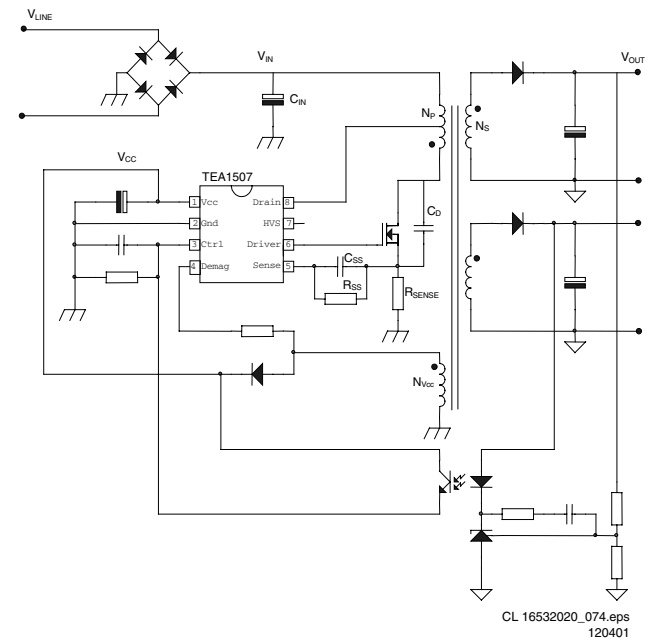 VLINE
VIN
VOUT
CIN
NP
NS
VCC
TEA1507
1 Vcc Drain 8
2 Gnd HVS 7
3 Ctrl Driver 6
4 Demag Sense 5
CD
CSS
RSS
RSENSE
NVcc
CL 16532020_074.eps
120401